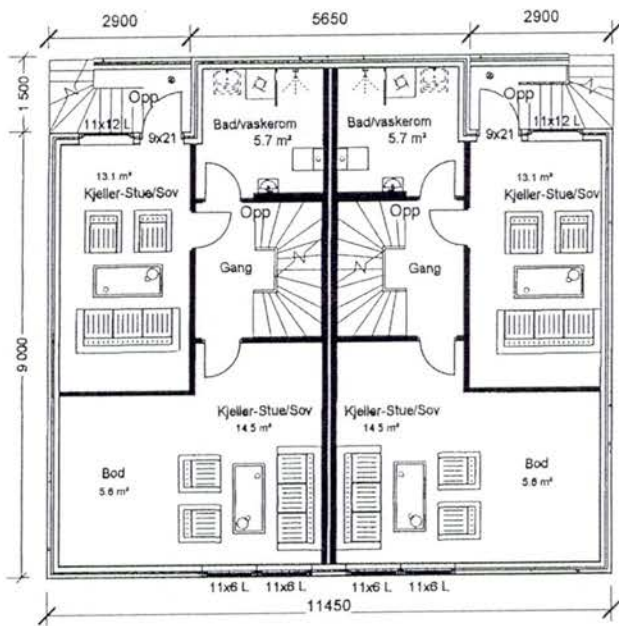 2900 5650 2900
1 500
9 000
Opp Opp
11x12 L 9x21 9x21 11x12 L
Bad/vaskerom Bad/vaskerom
5.7 m² 5.7 m²
13.1 m² 13.1 m²
Kjeller-Stue/Sov Kjeller-Stue/Sov
Opp Opp
Gang Gang
Kjeller-Stue/Sov Kjeller-Stue/Sov
14.5 m² 14.5 m²
Bod Bod
5.6 m² 5.6 m²
11x6 L 11x6 L 11x6 L 11x6 L
11450